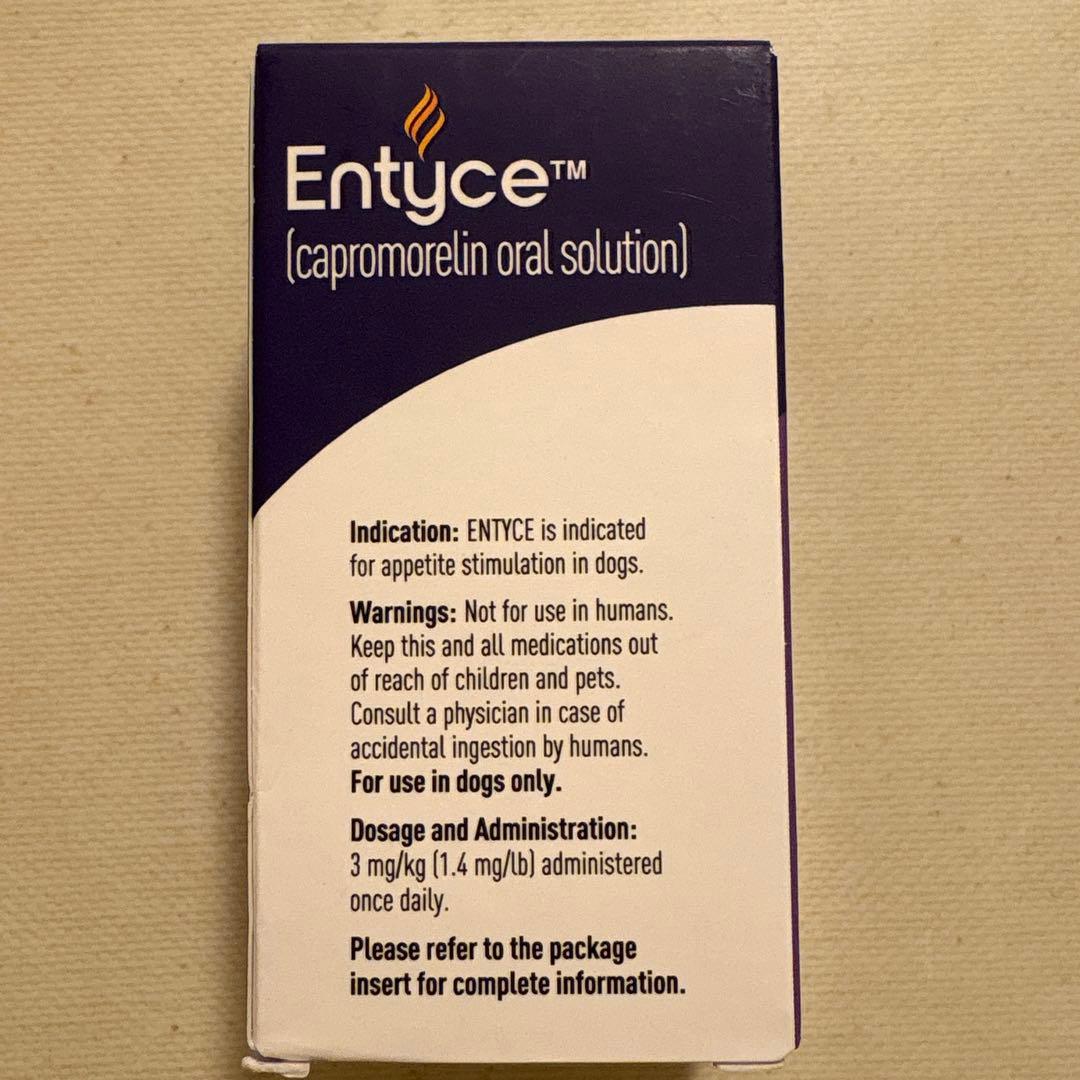 Entyce™
(capromorelin oral solution)
Indication: ENTYCE is indicated
for appetite stimulation in dogs.
Warnings: Not for use in humans.
Keep this and all medications out
of reach of children and pets.
Consult a physician in case of
accidental ingestion by humans.
For use in dogs only.
Dosage and Administration:
3 mg/kg (1.4 mg/lb) administered
once daily.
Please refer to the package
insert for complete information.